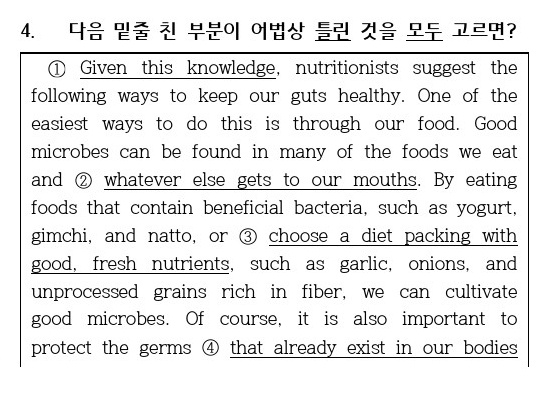 4. 다음 밑줄 친 부분이 어법상 틀린 것을 모두 고르면?
① Given this knowledge, nutritionists suggest the
following ways to keep our guts healthy. One of the
easiest ways to do this is through our food. Good
microbes can be found in many of the foods we eat
and ② whatever else gets to our mouths. By eating
foods that contain beneficial bacteria, such as yogurt,
gimchi, and natto, or ③ choose a diet packing with
good, fresh nutrients, such as garlic, onions, and
unprocessed grains rich in fiber, we can cultivate
good microbes. Of course, it is also important to
protect the germs ④ that already exist in our bodies